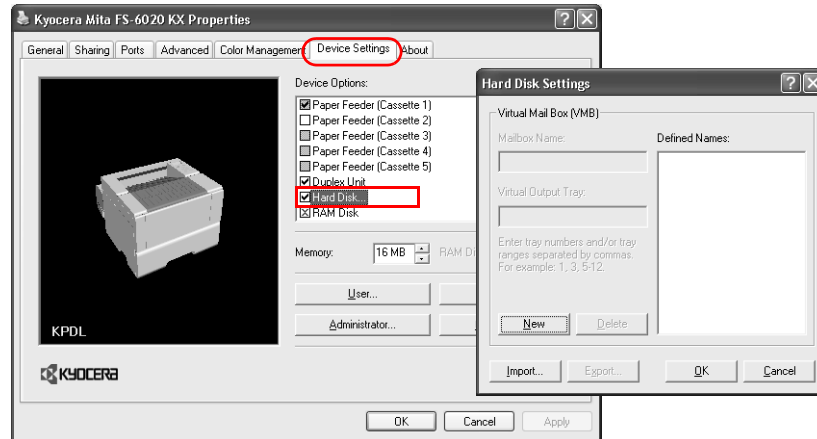 Kyocera Mita FS-6020 KX Properties
General Sharing Ports Advanced Color Management Device Settings About
Device Options:
Paper Feeder (Cassette 1)
Paper Feeder (Cassette 2)
Paper Feeder (Cassette 3)
Paper Feeder (Cassette 4)
Paper Feeder (Cassette 5)
Duplex Unit
Hard Disk...
RAM Disk
Memory: 16 MB RAM Di
User...
Administrator...
KPDL
KYOCERA
OK Cancel Apply
Hard Disk Settings
Virtual Mail Box (VMB)
Mailbox Name: Defined Names:
Virtual Output Tray:
Enter tray numbers and/or tray
ranges separated by commas.
For example: 1, 3, 5-12.
New Delete
Import... Export... OK Cancel